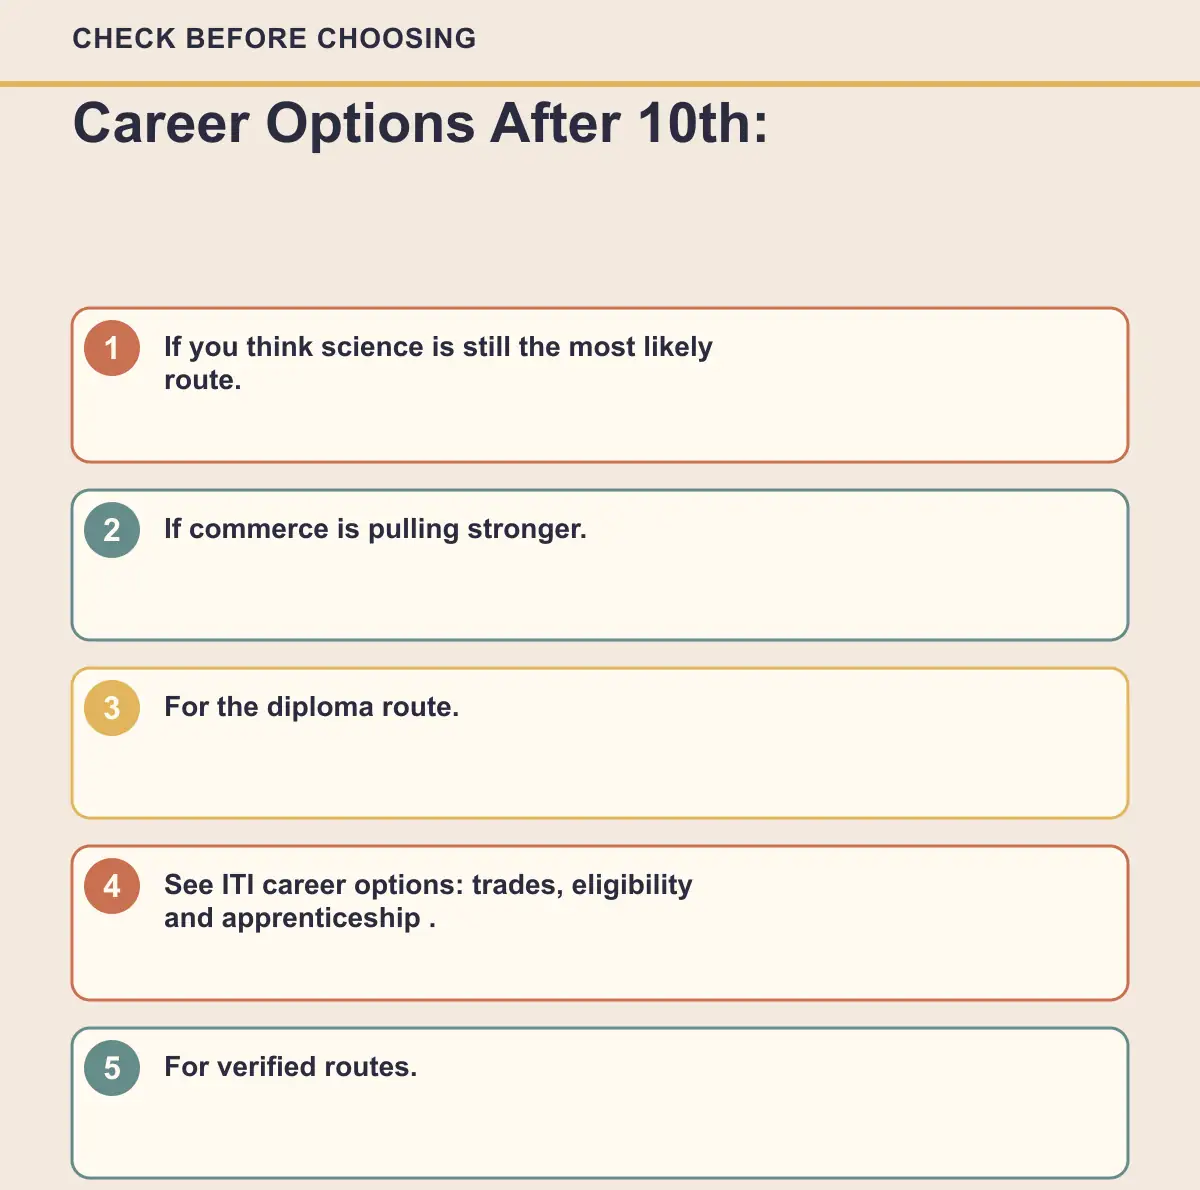 CHECK BEFORE CHOOSING
Career Options After 10th:
1
If you think science is still the most likely
route.
2
If commerce is pulling stronger.
3
For the diploma route.
4
See ITI career options: trades, eligibility
and apprenticeship .
5
For verified routes.